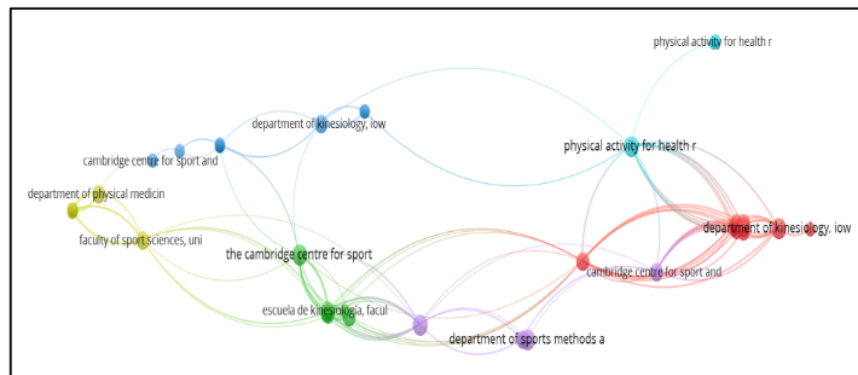 physical activity for health r
department of kinesiology, iow
physical activity for health r
cambridge centre for sport and
department of physical medicin
faculty of sport sciences, uni
department of kinesiology, iow
the cambridge centre for sport
cambridge centre for sport and
escuela de kinesiología, facul
department of sports methods a